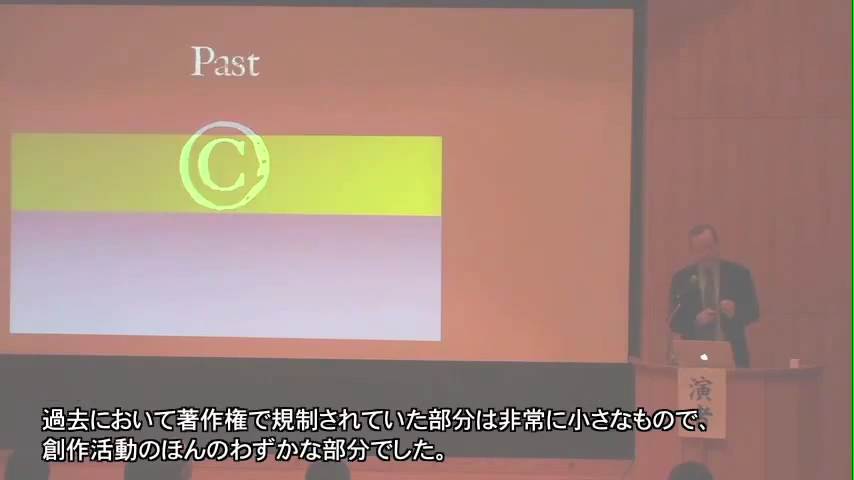 Past
©
演者
過去において著作権で規制されていた部分は非常に小さなもので、
創作活動のほんのわずかな部分でした。